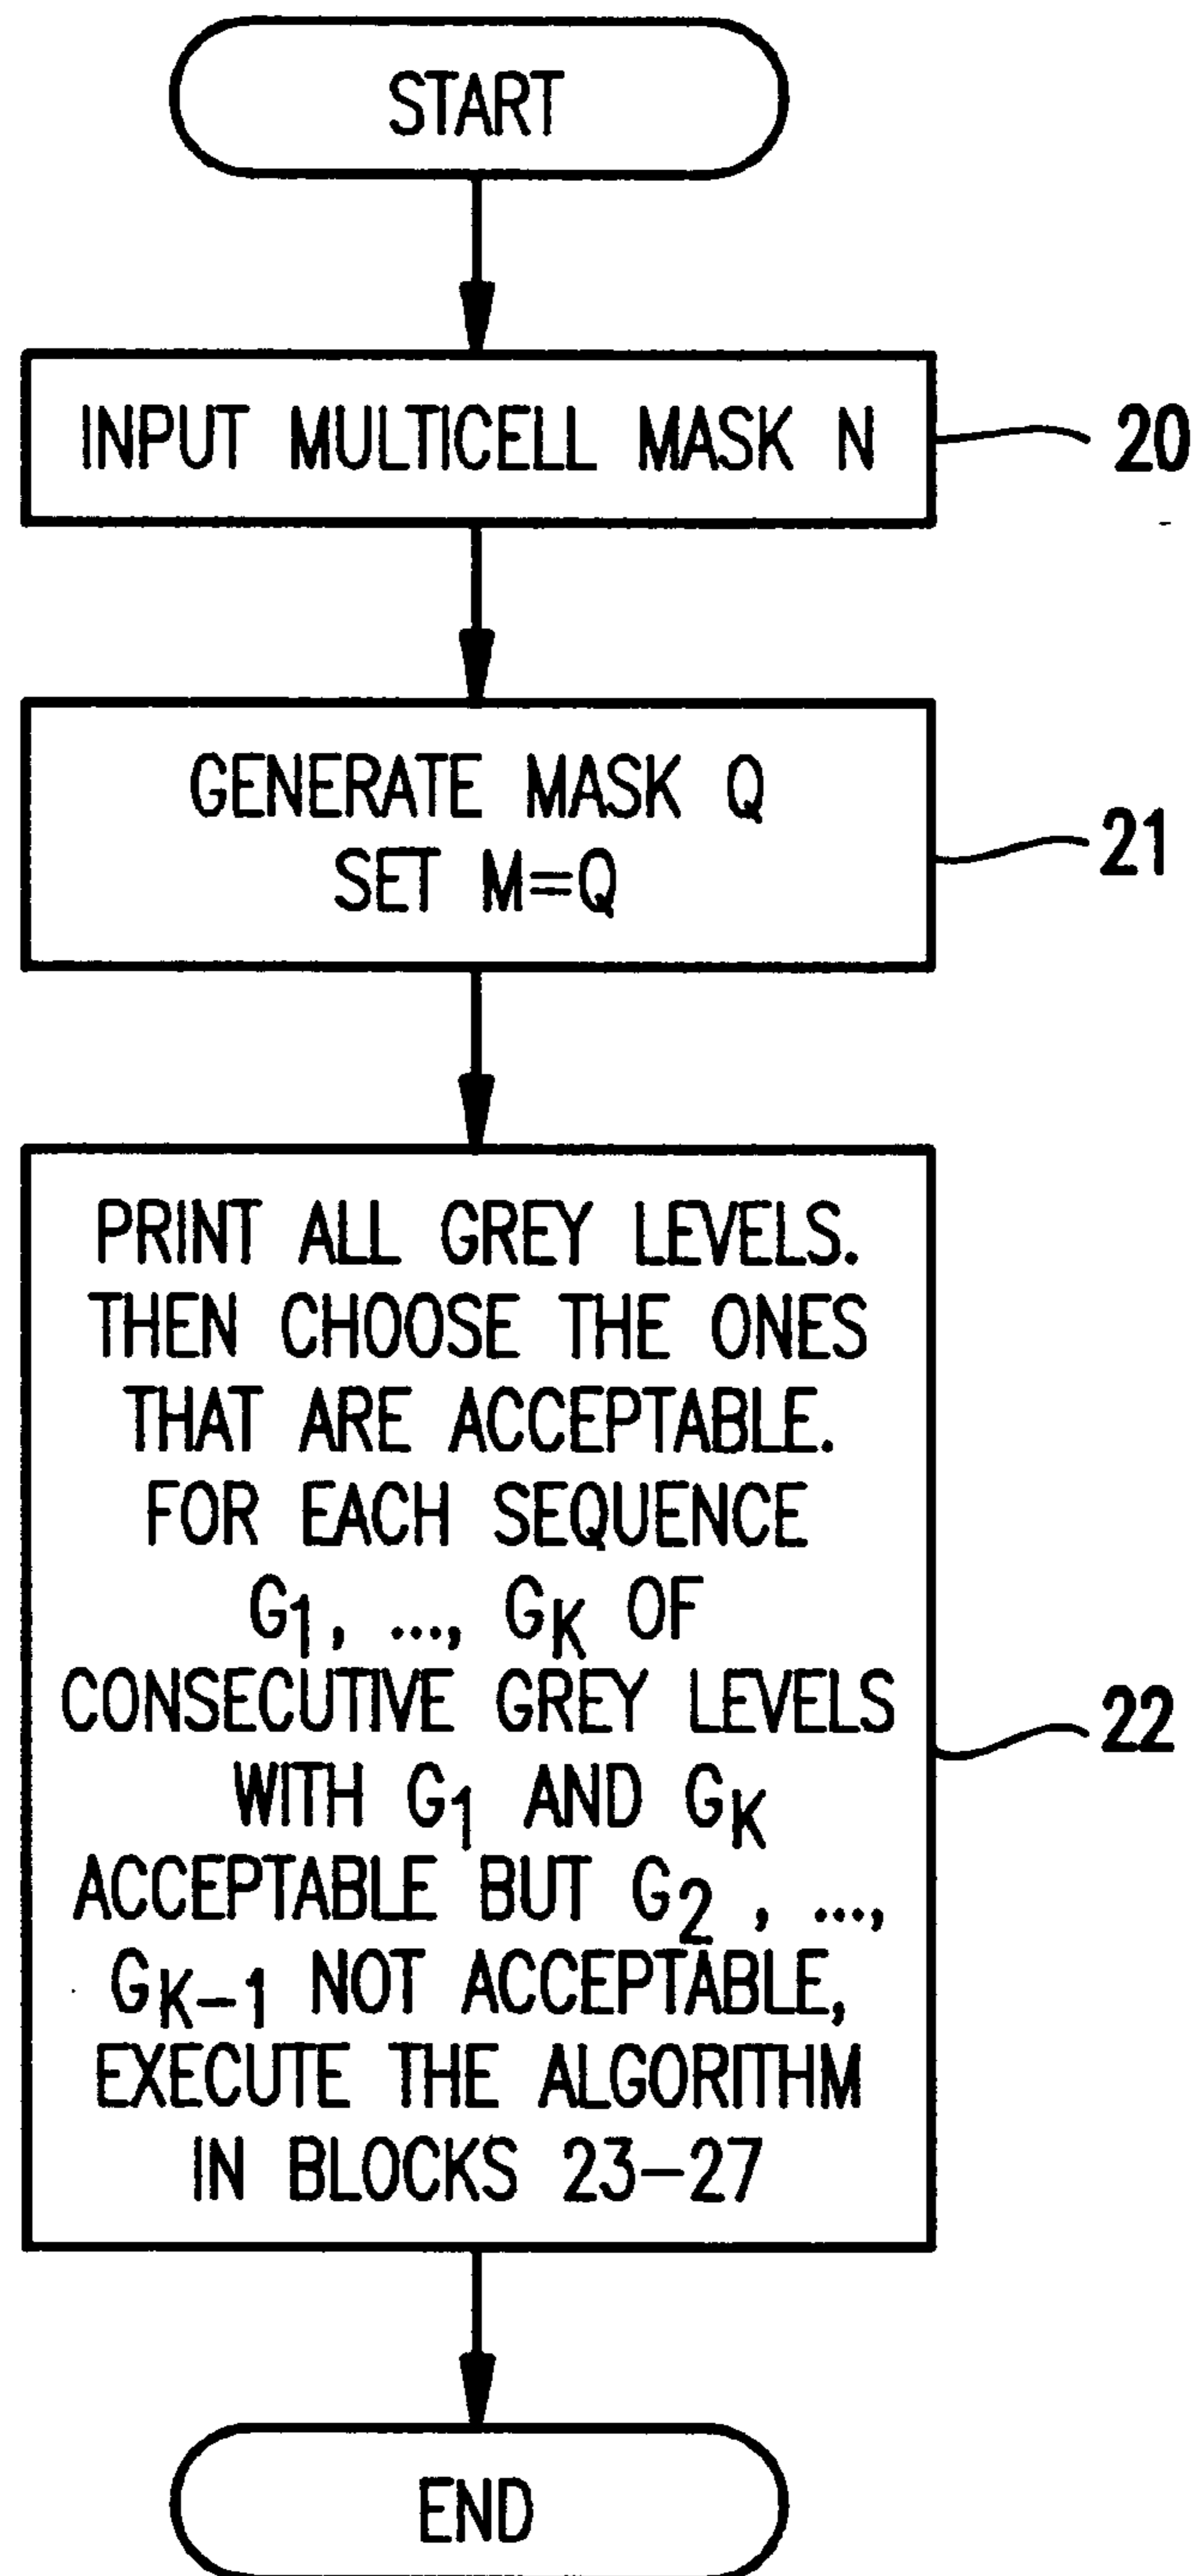 START
INPUT MULTICELL MASK N
20
GENERATE MASK Q
SET M=Q
21
PRINT ALL GREY LEVELS.
THEN CHOOSE THE ONES
THAT ARE ACCEPTABLE.
FOR EACH SEQUENCE
G1, ..., GK OF
CONSECUTIVE GREY LEVELS
WITH G1 AND GK
ACCEPTABLE BUT G2, ...,
GK-1 NOT ACCEPTABLE,
EXECUTE THE ALGORITHM
IN BLOCKS 23-27
22
END